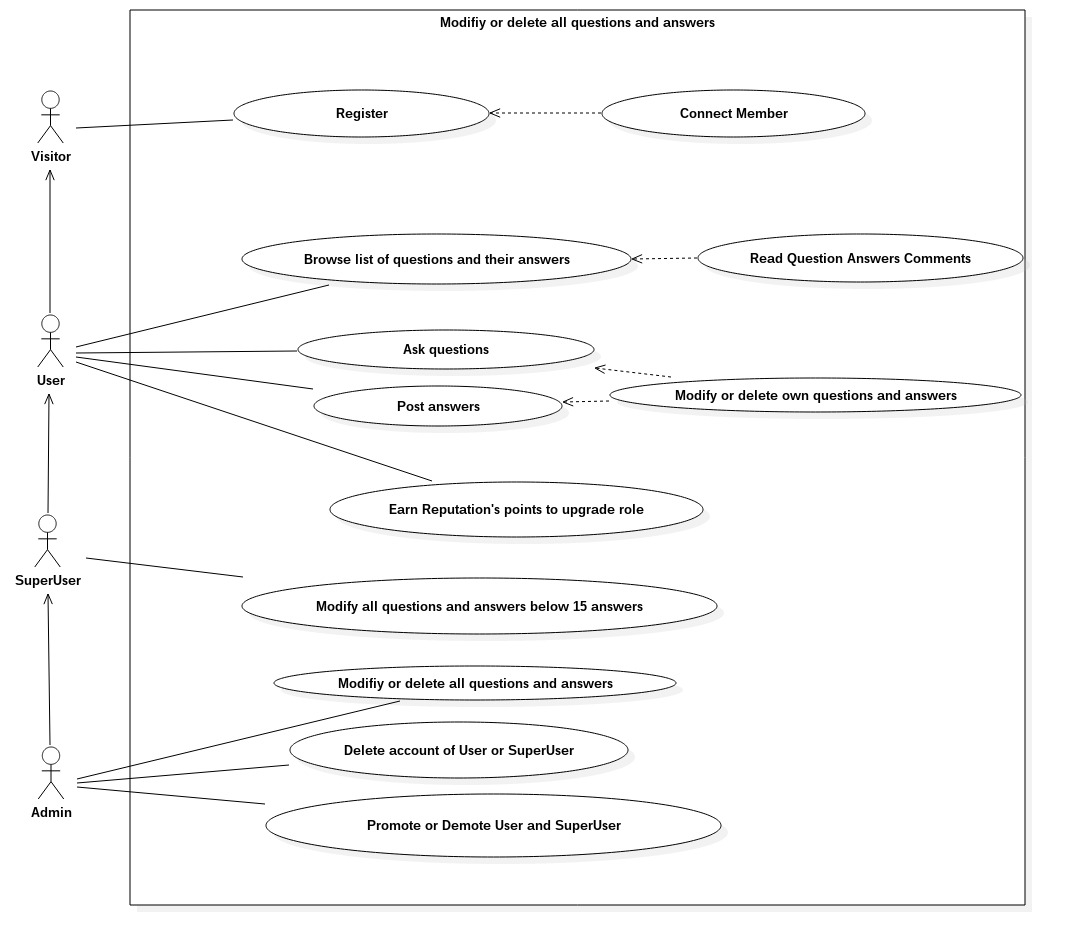 Modifiy or delete all questions and answers
Register
Connect Member
Visitor
Browse list of questions and their answers
Read Question Answers Comments
Ask questions
User
Modify or delete own questions and answers
Post answers
Earn Reputation's points to upgrade role
SuperUser
Modify all questions and answers below 15 answers
Modifiy or delete all questions and answers
Delete account of User or SuperUser
Admin
Promote or Demote User and SuperUser